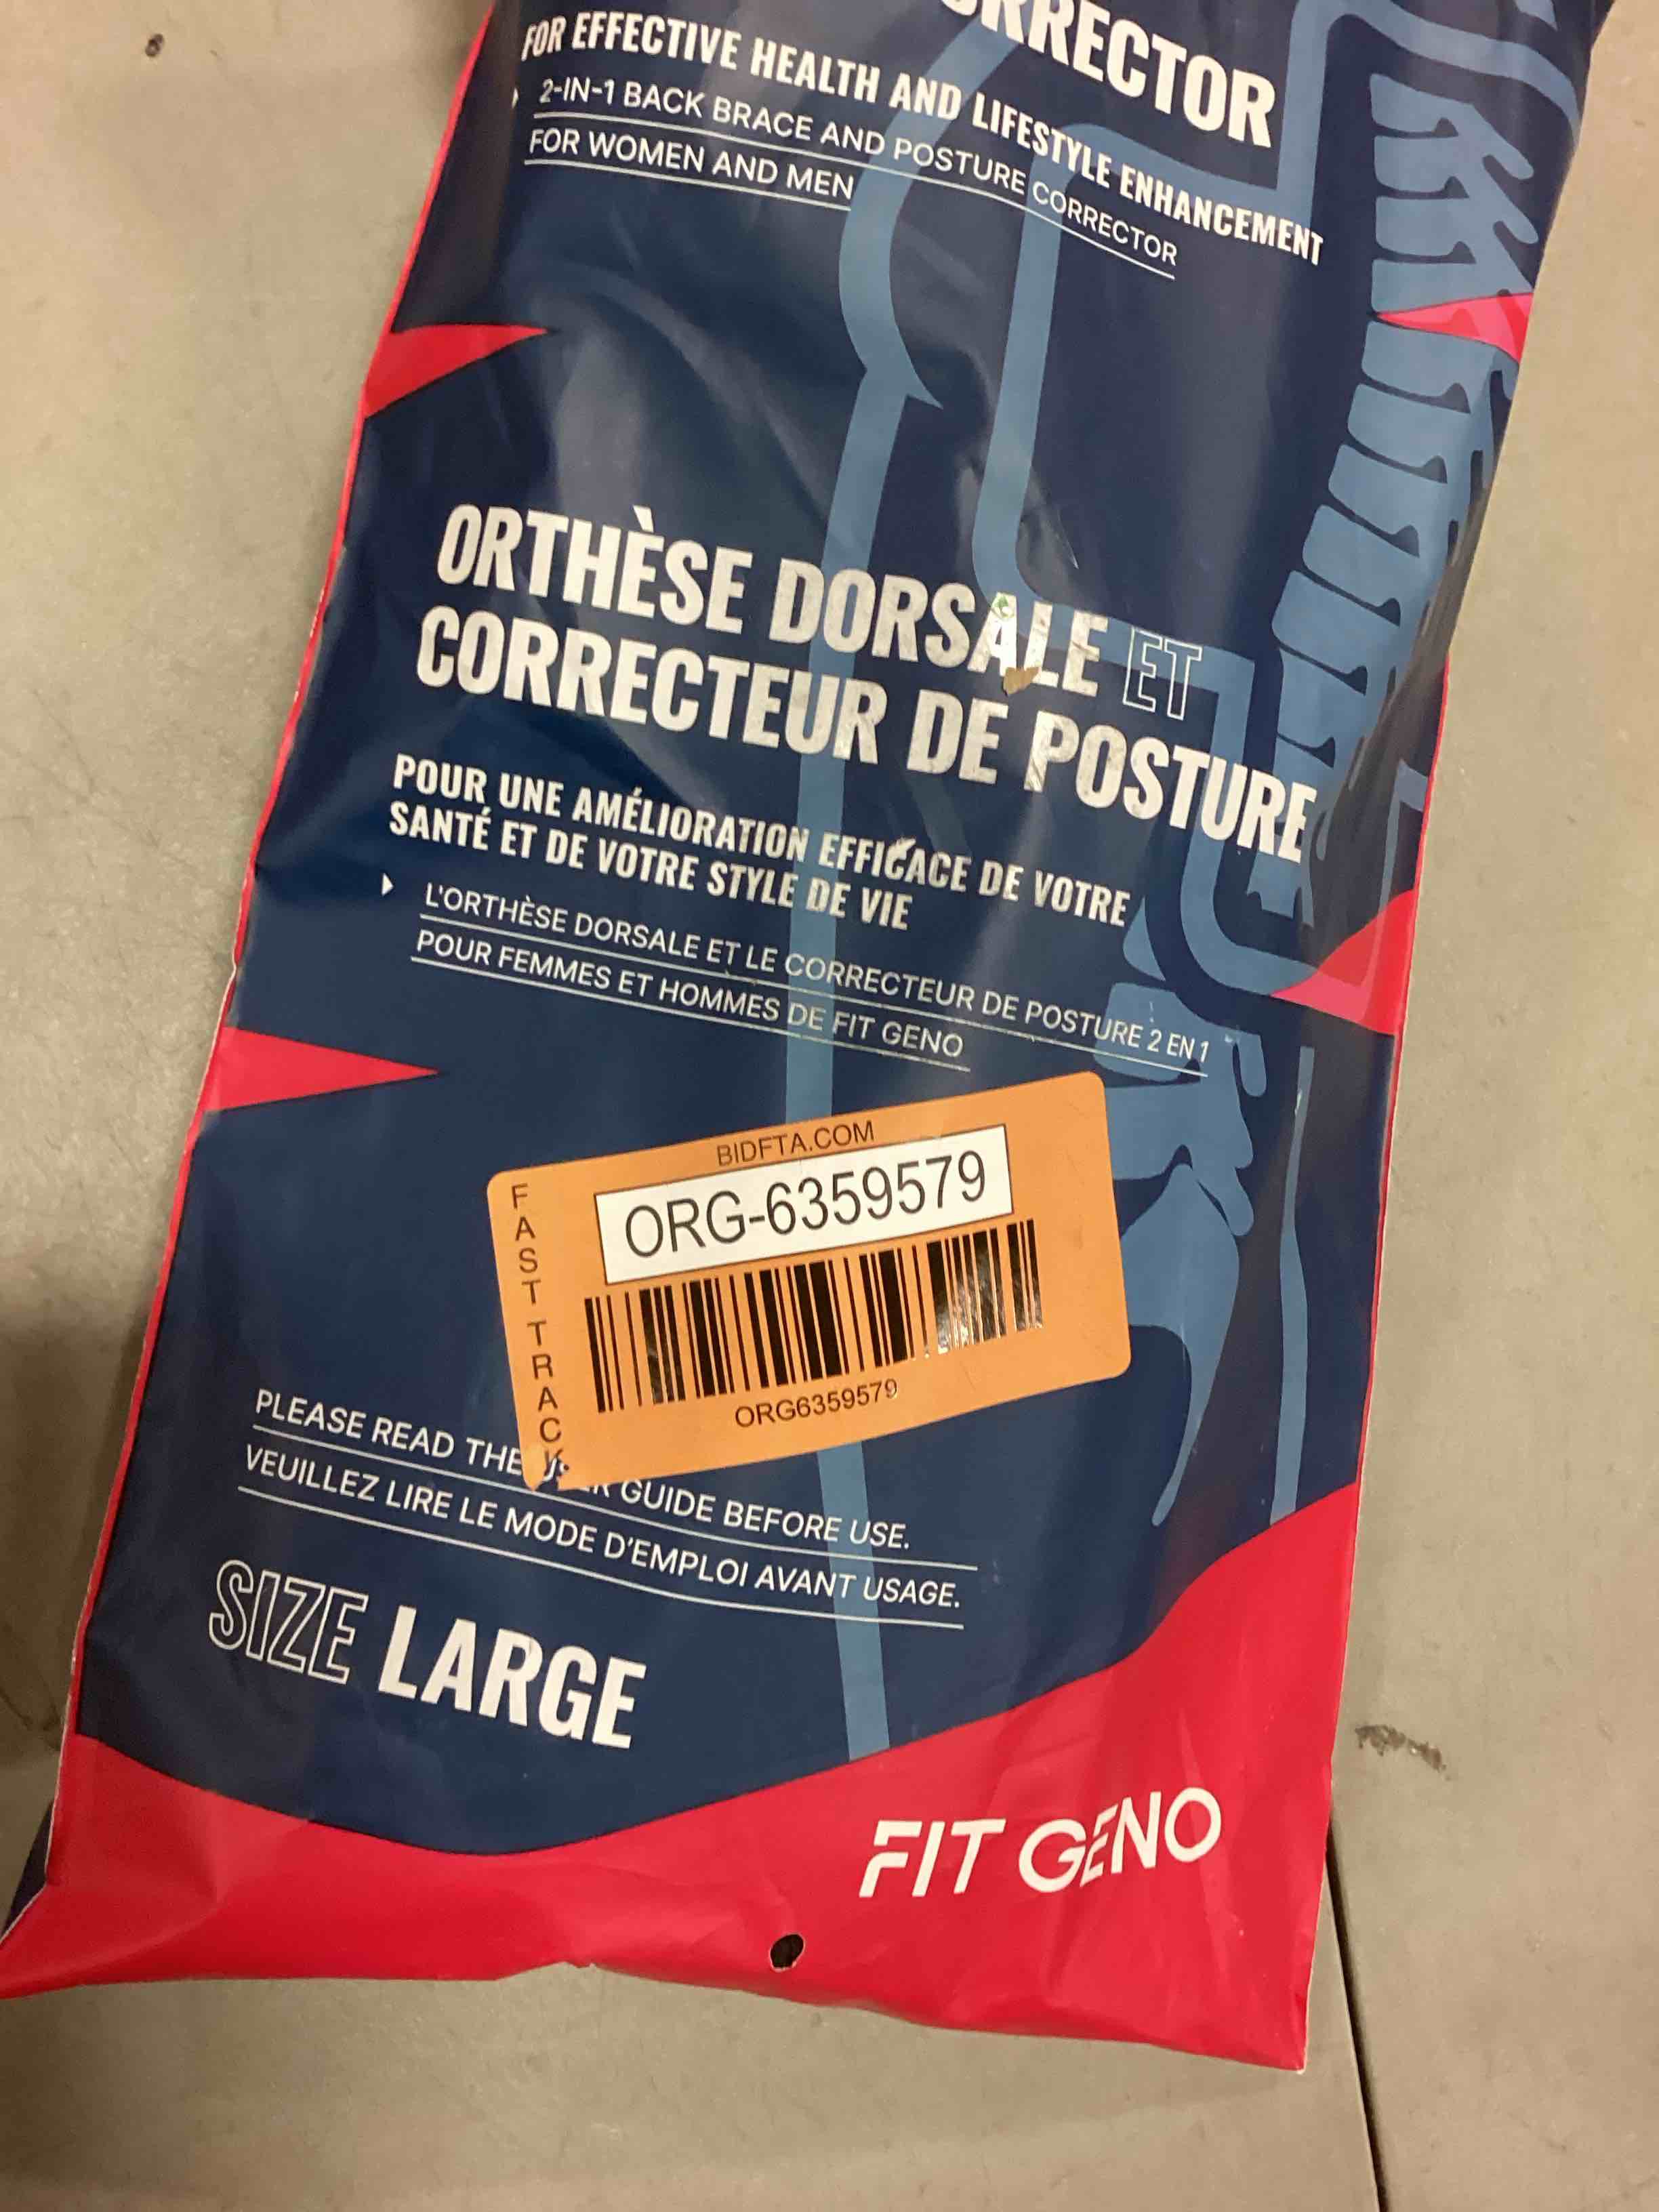 FOR EFFECTIVE HEALTH AND LIFESTYLE ENHANCEMENT
2-IN-1 BACK BRACE AND POSTURE CORRECTOR
FOR WOMEN AND MEN
ORTHÈSE DORSALE ET
CORRECTEUR DE POSTURE
POUR UNE AMÉLIORATION EFFICACE DE VOTRE
SANTÉ ET DE VOTRE STYLE DE VIE
L'ORTHÈSE DORSALE ET LE CORRECTEUR DE POSTURE 2 EN 1
POUR FEMMES ET HOMMES DE FIT GENO
BIDFTA.COM
FAST TRACK
ORG-6359579
ORG6359579
PLEASE READ THE USER GUIDE BEFORE USE.
VEUILLEZ LIRE LE MODE D'EMPLOI AVANT USAGE.
SIZE LARGE
FIT GENO